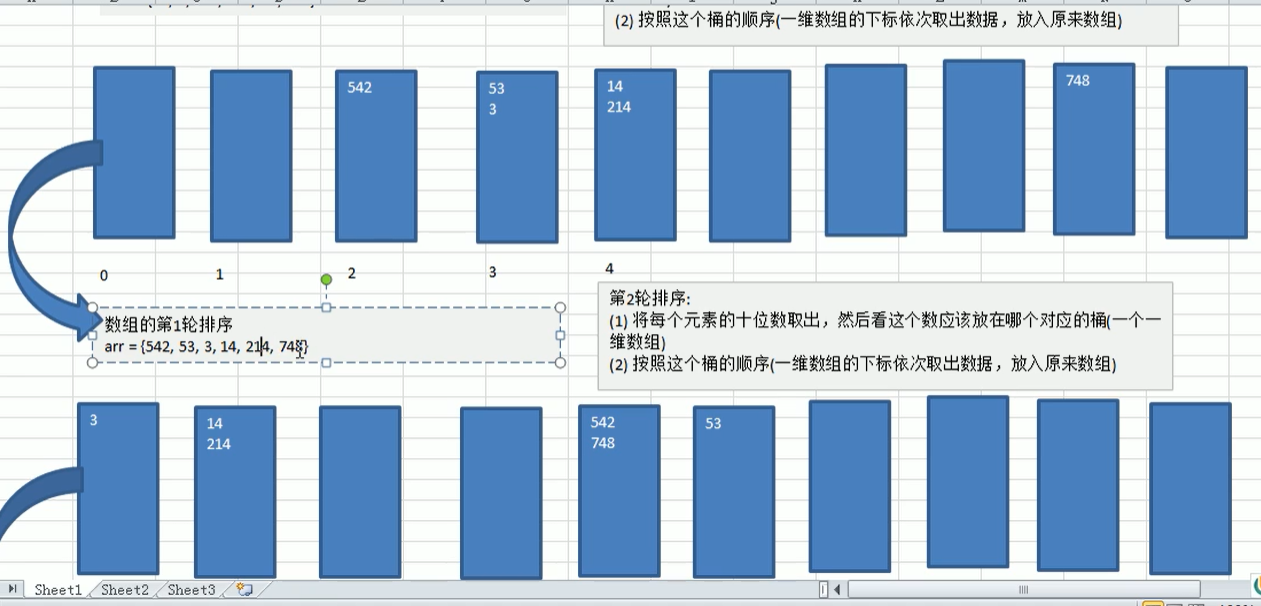 (2) 按照这个桶的顺序(一维数组的下标依次取出数据，放入原来数组)
542
53
3
14
214
748
0
1
2
3
4
数组的第1轮排序
arr = {542, 53, 3, 14, 214, 748}
第2轮排序:
(1) 将每个元素的十位数取出，然后看这个数应该放在哪个对应的桶(一个一
维数组)
(2) 按照这个桶的顺序(一维数组的下标依次取出数据，放入原来数组)
3
14
214
542
748
53
Sheet1
Sheet2
Sheet3